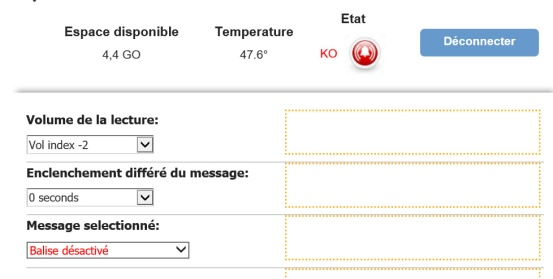 Espace disponible
Temperature
Etat
4,4 GO
47.6°
KO
Déconnecter
Volume de la lecture:
Vol index -2
Enclenchement différé du message:
0 seconds
Message selectionné:
Balise désactivé